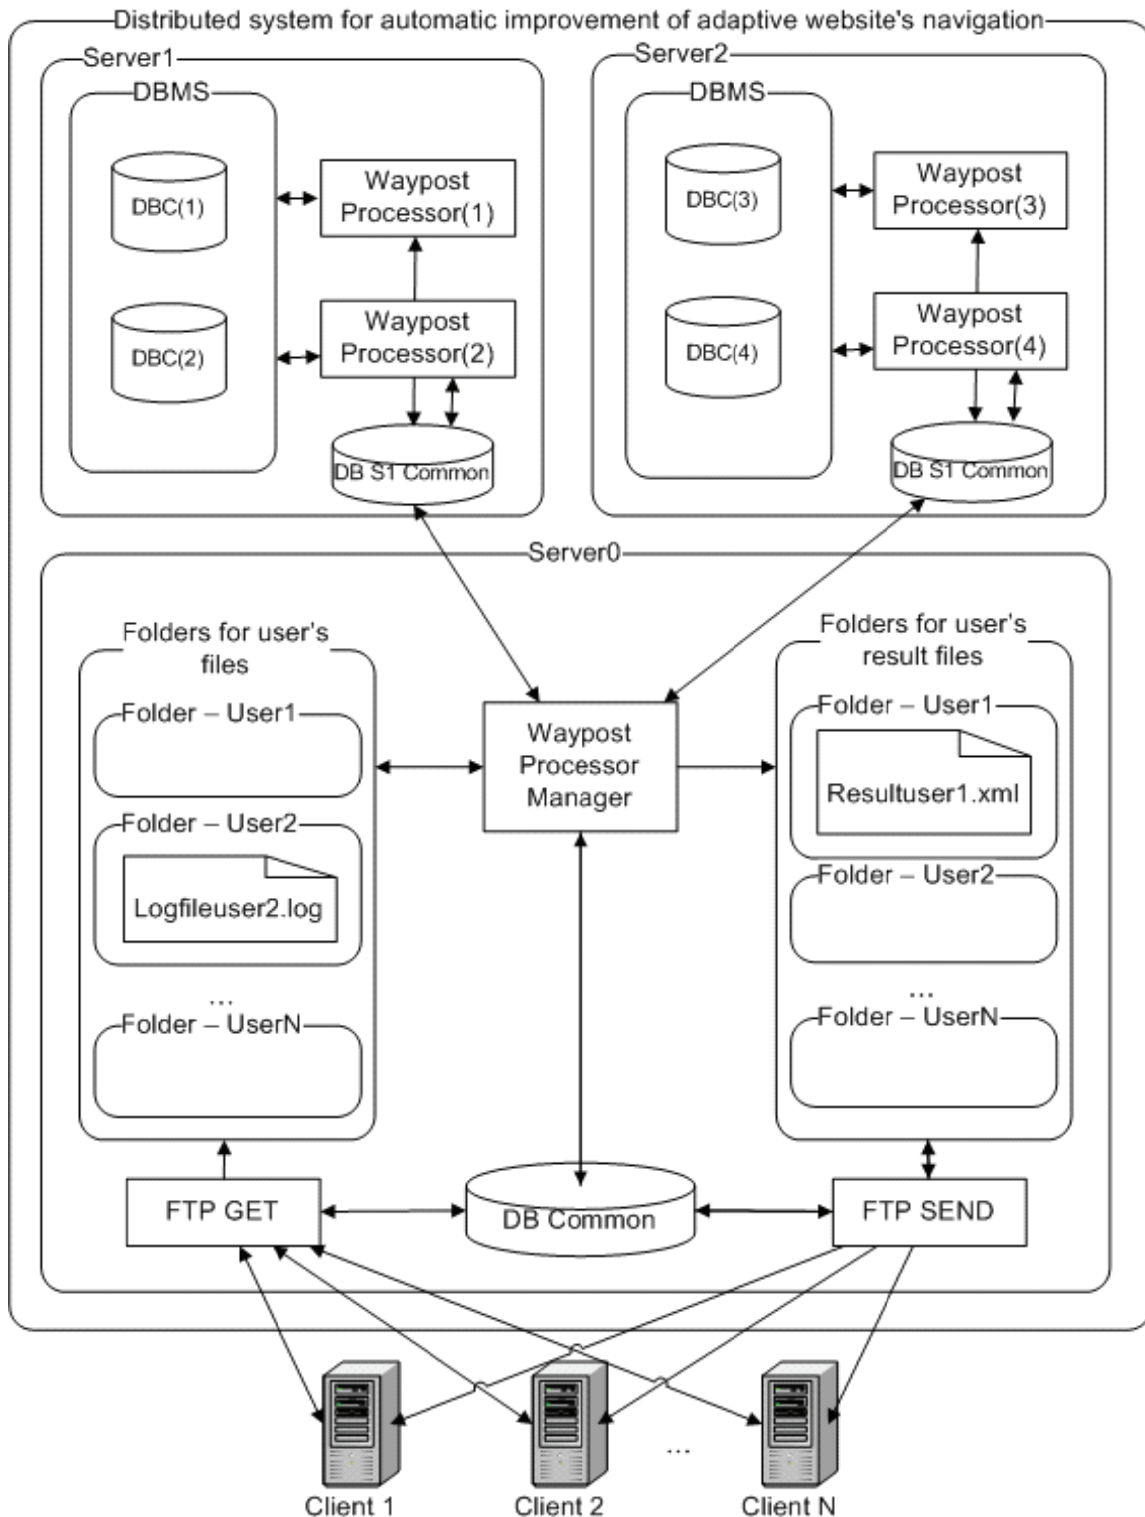 Distributed system for automatic improvement of adaptive website's navigation
Server1
DBMS
DBC(1)
DBC(2)
Waypost
Processor(1)
Waypost
Processor(2)
DB S1 Common
Server2
DBMS
DBC(3)
DBC(4)
Waypost
Processor(3)
Waypost
Processor(4)
DB S1 Common
Server0
Folders for user's
files
Folder – User1
Folder – User2
Logfileuser2.log
...
Folder – UserN
Waypost
Processor
Manager
Folders for user's
result files
Folder – User1
Resultuser1.xml
Folder – User2
...
Folder – UserN
FTP GET
DB Common
FTP SEND
...
Client 1
Client 2
Client N